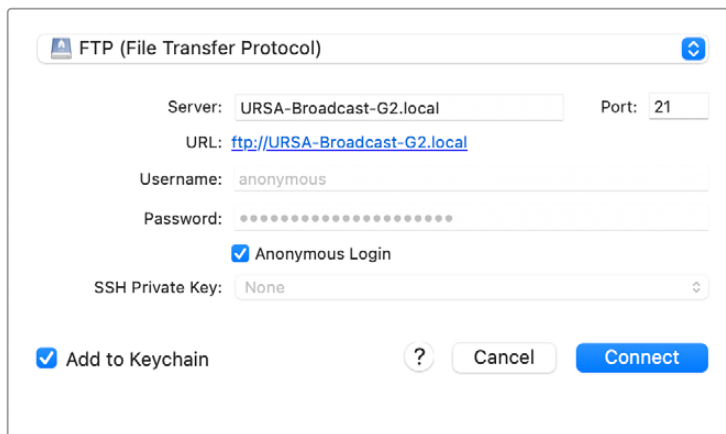 FTP (File Transfer Protocol)
Server: URSA-Broadcast-G2.local Port: 21
URL: ftp://URSA-Broadcast-G2.local
Username: anonymous
Password: •••••••••••••••••••••
Anonymous Login
SSH Private Key: None
Add to Keychain ? Cancel Connect